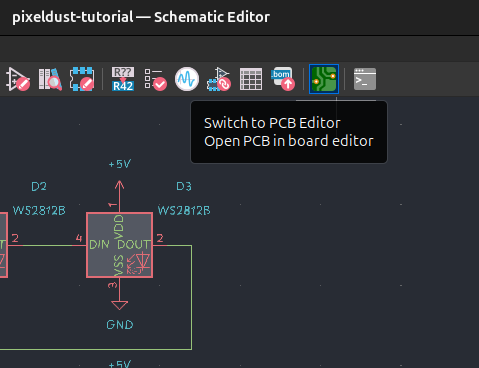 pixeldust-tutorial — Schematic Editor
R??
R42
.bom
Switch to PCB Editor
Open PCB in board editor
+5V
D2
D3
WS2812B
WS2812B
1
VDD
2
4
DIN
DOUT
2
VSS
3
GND
+5V